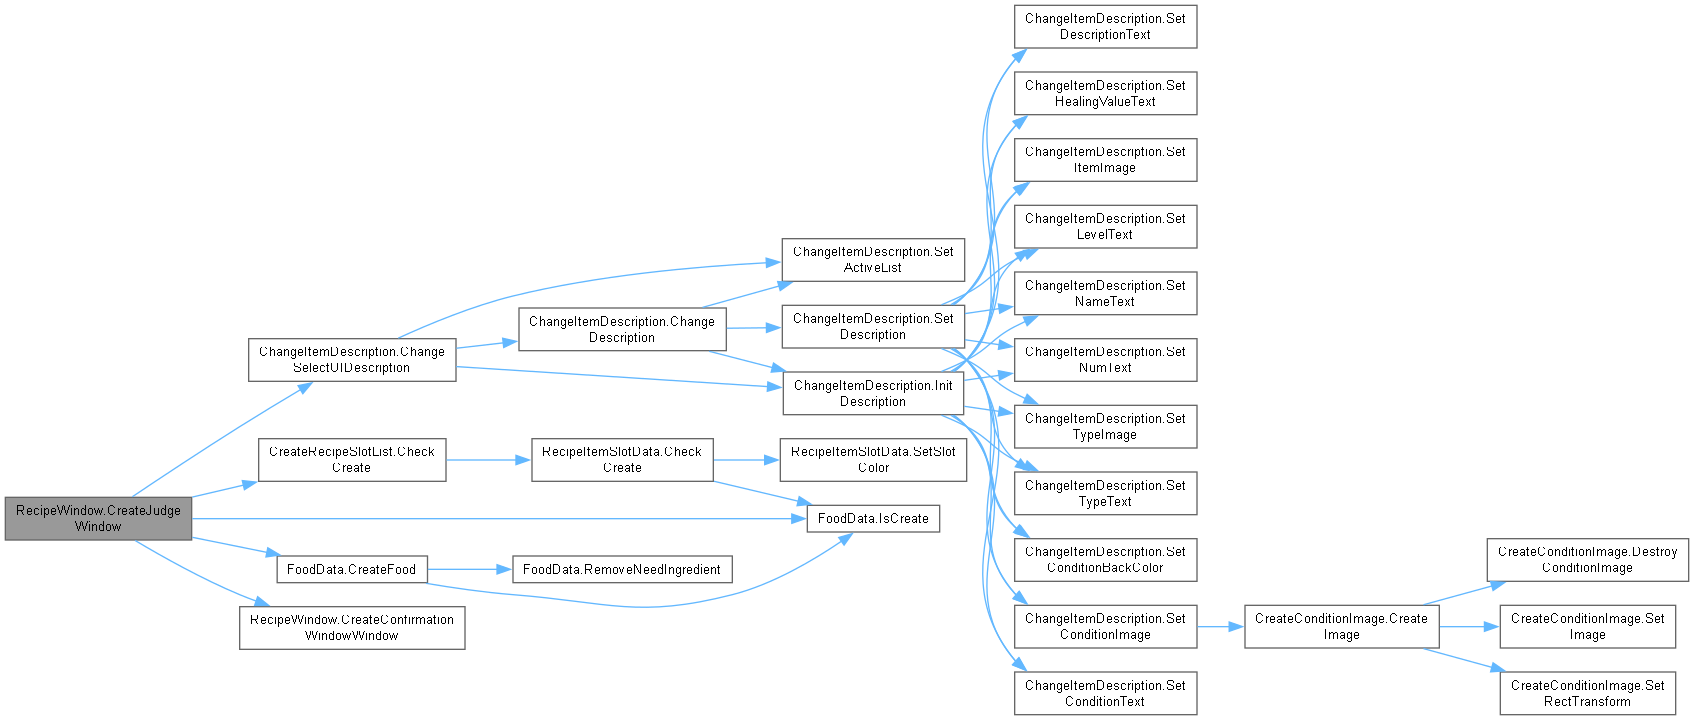 ChangeItemDescription.Set
DescriptionText
ChangeItemDescription.Set
HealingValueText
ChangeItemDescription.Set
ItemImage
ChangeItemDescription.Set
LevelText
ChangeItemDescription.Set
ActiveList
ChangeItemDescription.Set
NameText
ChangeItemDescription.Change
Description
ChangeItemDescription.Set
Description
ChangeItemDescription.Change
SelectUIDescription
ChangeItemDescription.Set
NumText
ChangeItemDescription.Init
Description
ChangeItemDescription.Set
TypeImage
CreateRecipeSlotList.Check
Create
RecipeItemSlotData.Check
Create
RecipeItemSlotData.SetSlot
Color
ChangeItemDescription.Set
TypeText
RecipeWindow.CreateJudge
Window
FoodData.IsCreate
ChangeItemDescription.Set
ConditionBackColor
CreateConditionImage.Destroy
ConditionImage
FoodData.CreateFood
FoodData.RemoveNeedIngredient
RecipeWindow.CreateConfirmation
WindowWindow
ChangeItemDescription.Set
ConditionImage
CreateConditionImage.Create
Image
CreateConditionImage.Set
Image
ChangeItemDescription.Set
ConditionText
CreateConditionImage.Set
RectTransform